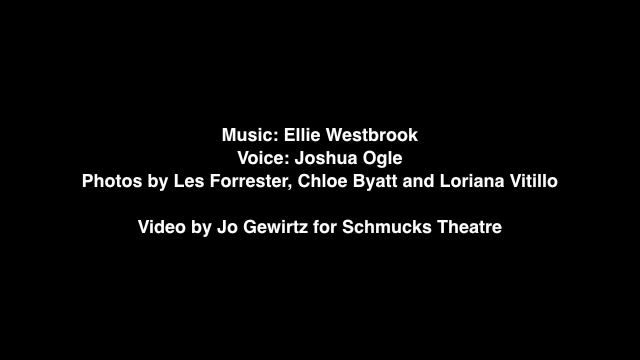 Music: Ellie Westbrook
Voice: Joshua Ogle
Photos by Les Forrester, Chloe Byatt and Loriana Vitillo
Video by Jo Gewirtz for Schmucks Theatre